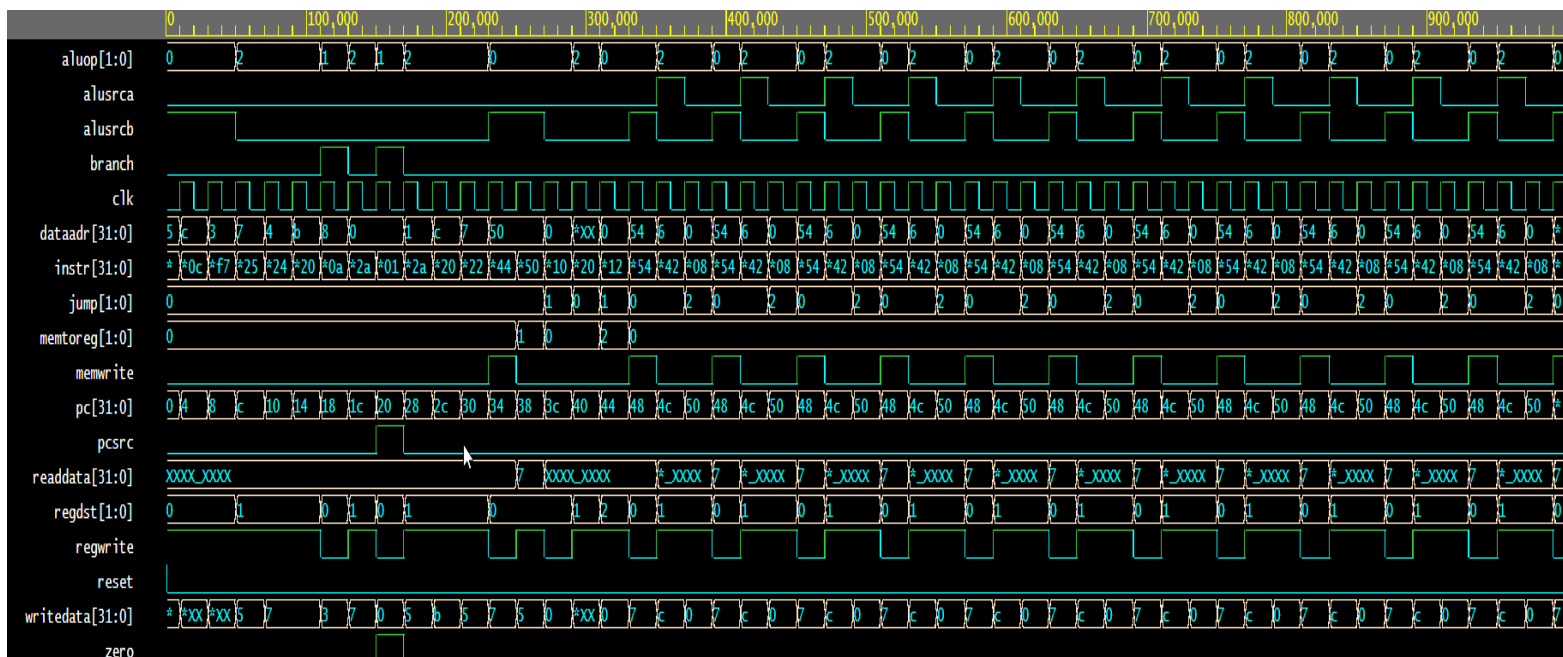 0 100,000 200,000 300,000 400,000 500,000 600,000 700,000 800,000 900,000
aluop[1:0] 0 2 1 2 1 2 0 2 0 2 0 2 0 2 0 2 0 2 0 2 0 2 0 2 0 2 0 2 0 2 0
alusrca
alusrcb
branch
clk
dataadr[31:0] 5 c 3 7 4 b 8 0 1 c 7 50 0 *XX 0 54 6 0 54 6 0 54 6 0 54 6 0 54 6 0 54 6 0 54 6 0 54 6 0 54 6 0 54 6 0 54 6 0 *
instr[31:0] * *0c *f7 *25 *24 *20 *0a *2a *01 *2a *20 *22 *44 *50 *10 *20 *12 *54 *42 *08 *54 *42 *08 *54 *42 *08 *54 *42 *08 *54 *42 *08 *54 *42 *08 *54 *42 *08 *54 *42 *08 *54 *42 *08 *54 *42 *08 *54 *42 *08 *
jump[1:0] 0 1 0 1 0 2 0 2 0 2 0 2 0 2 0 2 0 2 0 2 0 2 0 2 0 2 0
memtoreg[1:0] 0 1 0 2 0
memwrite
pc[31:0] 0 4 8 c 10 14 18 1c 20 28 2c 30 34 38 3c 40 44 48 4c 50 48 4c 50 48 4c 50 48 4c 50 48 4c 50 48 4c 50 48 4c 50 48 4c 50 48 4c 50 48 4c 50 48 4c 50 *
pcsrc
readdata[31:0] XXXX_XXXX 7 XXXX_XXXX *_XXXX 7 *_XXXX 7 *_XXXX 7 *_XXXX 7 *_XXXX 7 *_XXXX 7 *_XXXX 7 *_XXXX 7 *_XXXX 7 *_XXXX 7 *_XXXX 7
regdst[1:0] 0 1 0 1 0 1 0 1 2 0 1 0 1 0 1 0 1 0 1 0 1 0 1 0 1 0 1 0 1 0 1 0
regwrite
reset
writedata[31:0] * *XX *XX 5 7 3 7 0 5 b 5 7 5 0 *XX 0 7 c 0 7 c 0 7 c 0 7 c 0 7 c 0 7 c 0 7 c 0 7 c 0 7 c 0 7 c 0 7 c 0 7
zero